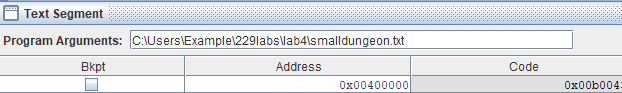 Text Segment
Program Arguments: C:\Users\Example\229labs\lab4\smalldungeon.txt
Bkpt Address Code
0x00400000